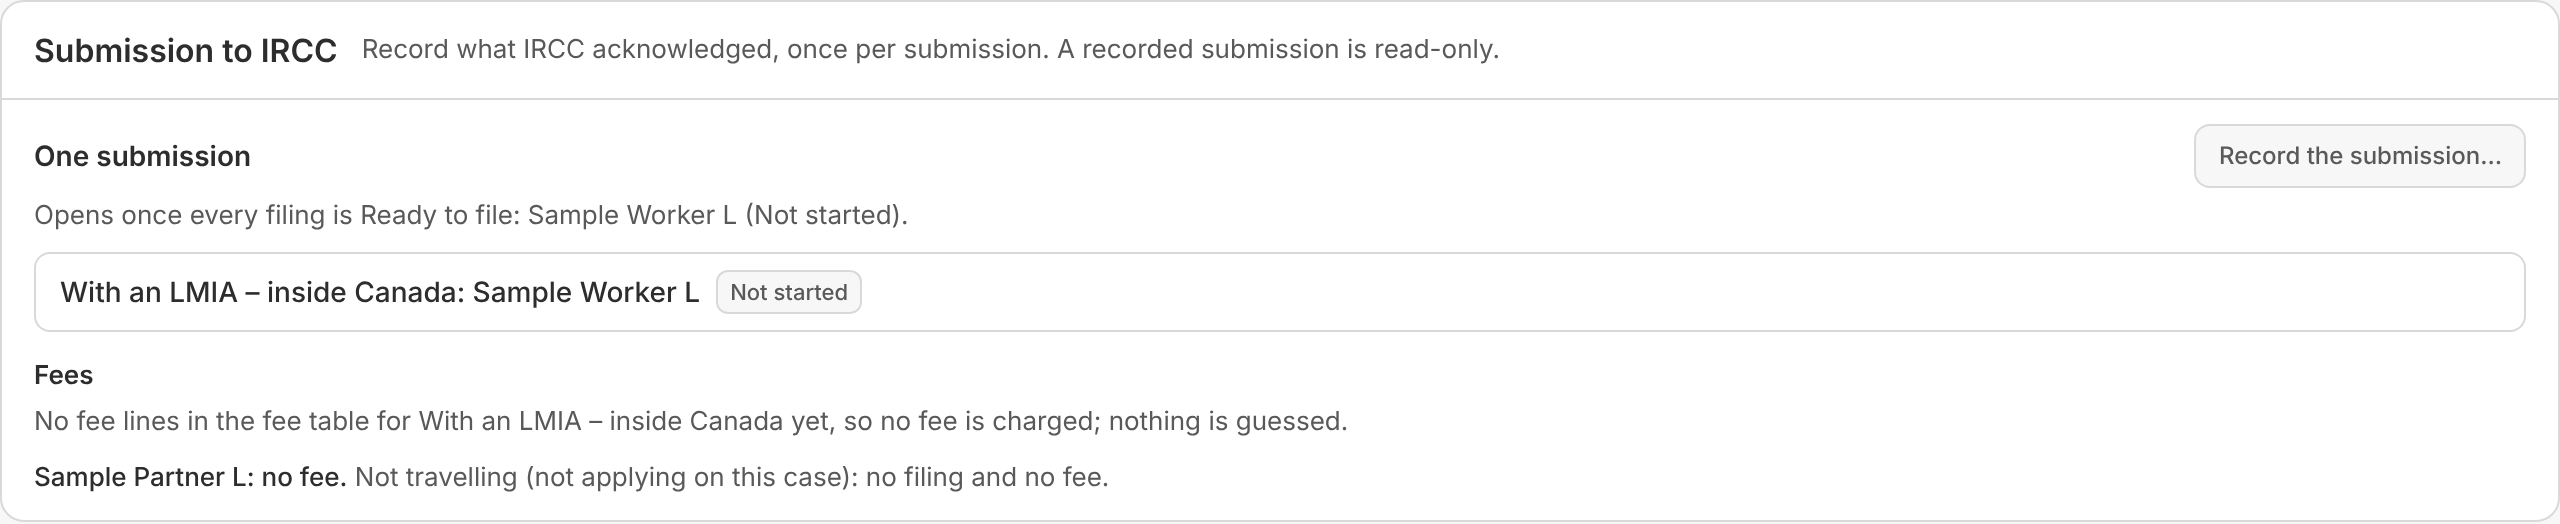 Submission to IRCC Record what IRCC acknowledged, once per submission. A recorded submission is read-only.
One submission
Record the submission...
Opens once every filing is Ready to file: Sample Worker L (Not started).
With an LMIA – inside Canada: Sample Worker L Not started
Fees
No fee lines in the fee table for With an LMIA – inside Canada yet, so no fee is charged; nothing is guessed.
Sample Partner L: no fee. Not travelling (not applying on this case): no filing and no fee.